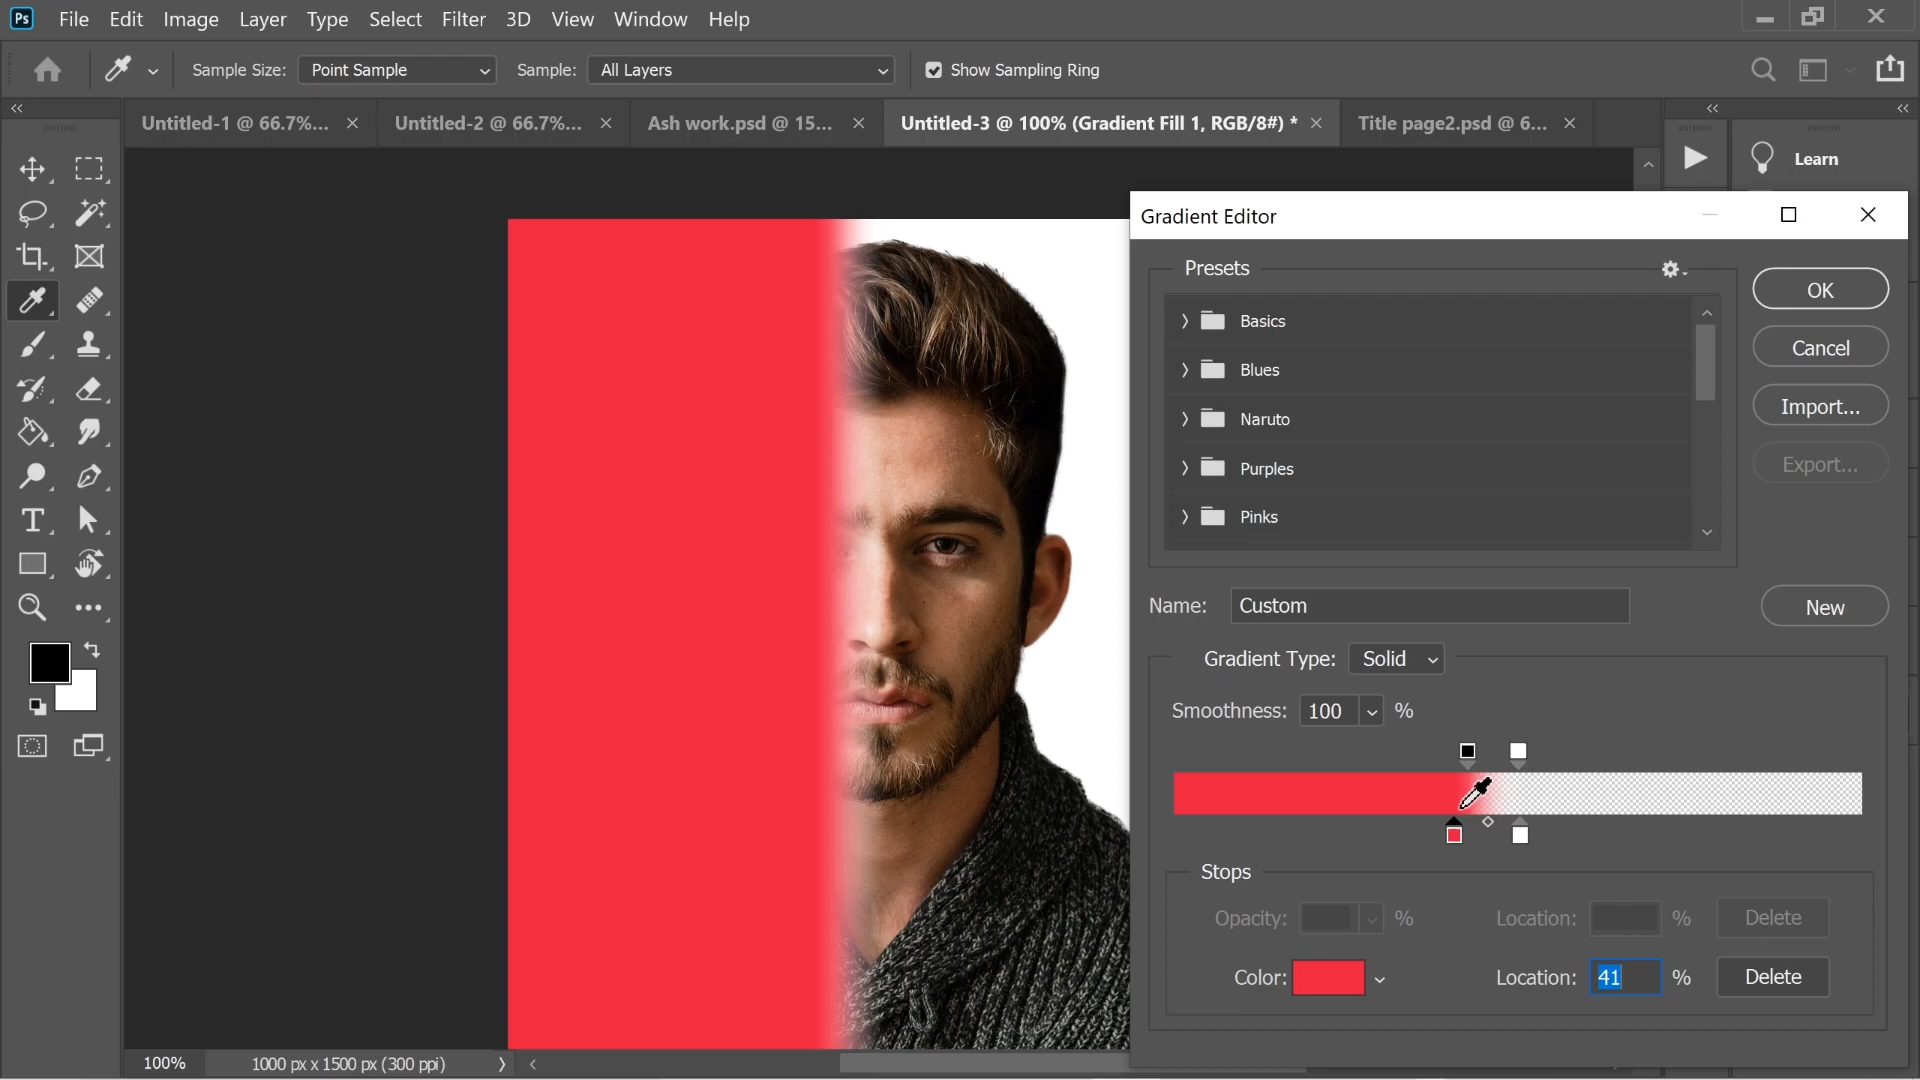 Ps File Edit Image Layer Type Select Filter 3D View Window Help
Sample Size: Point Sample Sample: All Layers Show Sampling Ring
Untitled-1 @ 66.7%... Untitled-2 @ 66.7%... Ash work.psd @ 15... Untitled-3 @ 100% (Gradient Fill 1, RGB/8#) * Title page2.psd @ 6...
Learn
Gradient Editor
Presets
Basics
Blues
Naruto
Purples
Pinks
OK
Cancel
Import...
Export...
Name: Custom
New
Gradient Type: Solid
Smoothness: 100 %
Stops
Opacity: % Location: % Delete
Color: Location: 41 % Delete
100% 1000 px x 1500 px (300 ppi)